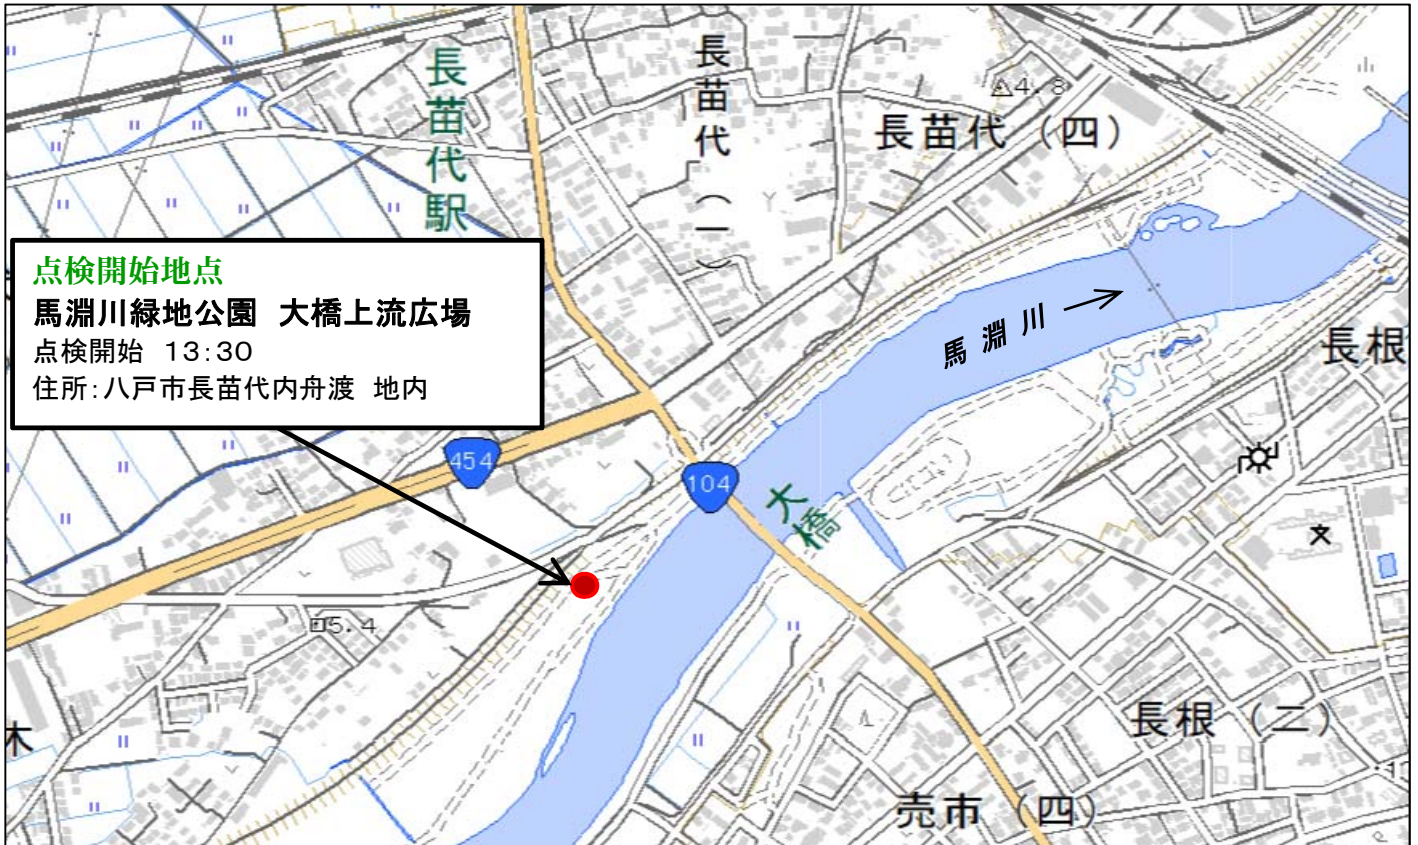 長苗代駅
長苗代(一)
4.8
長苗代(四)
点検開始地点
馬淵川緑地公園 大橋上流広場
点検開始 13:30
住所:八戸市長苗代内舟渡 地内
馬淵川
長根
454
104
大橋
5.4
木
長根(二)
売市(四)